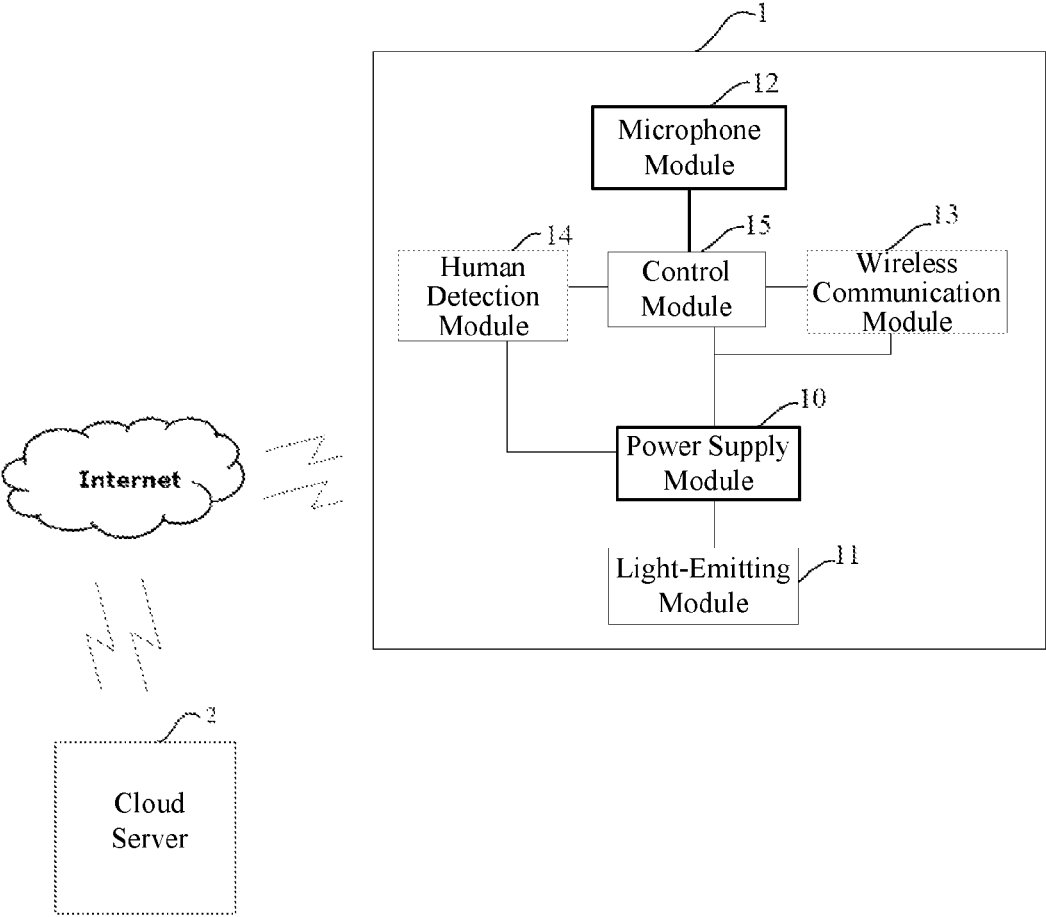 1
12
Microphone
Module
14
15
13
Human
Detection
Module
Control
Module
Wireless
Communication
Module
10
Power Supply
Module
Internet
11
Light-Emitting
Module
2
Cloud
Server